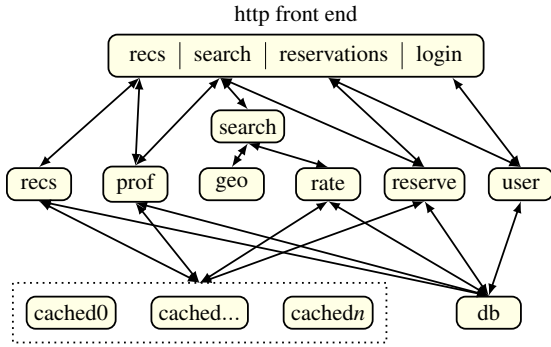 http front end
recs | search | reservations | login
search
recs prof geo rate reserve user
cached0 cached... cachedn db